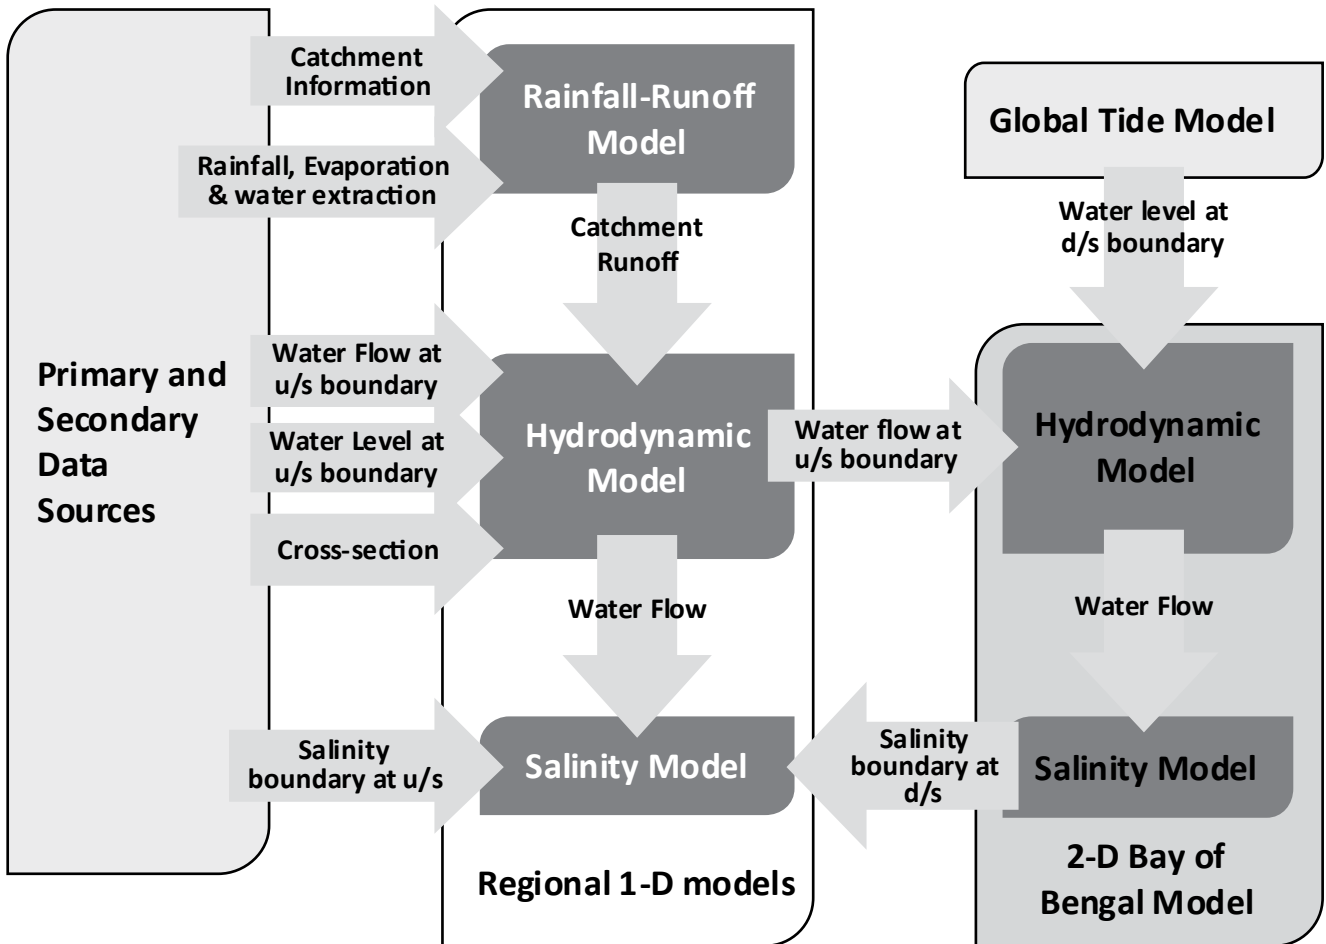 Primary and
Secondary
Data
Sources
Catchment
Information
Rainfall, Evaporation
& water extraction
Water Flow at
u/s boundary
Water Level at
u/s boundary
Cross-section
Salinity
boundary at u/s
Rainfall-Runoff
Model
Catchment
Runoff
Hydrodynamic
Model
Water Flow
Salinity Model
Regional 1-D models
Water flow at
u/s boundary
Salinity
boundary at
d/s
Global Tide Model
Water level at
d/s boundary
Hydrodynamic
Model
Water Flow
Salinity Model
2-D Bay of
Bengal Model